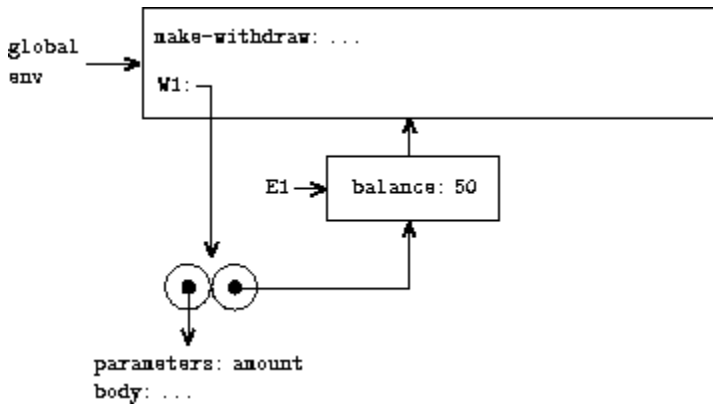 make-withdraw: ...
global
env
W1:
E1
balance: 50
parameters: amount
body: ...